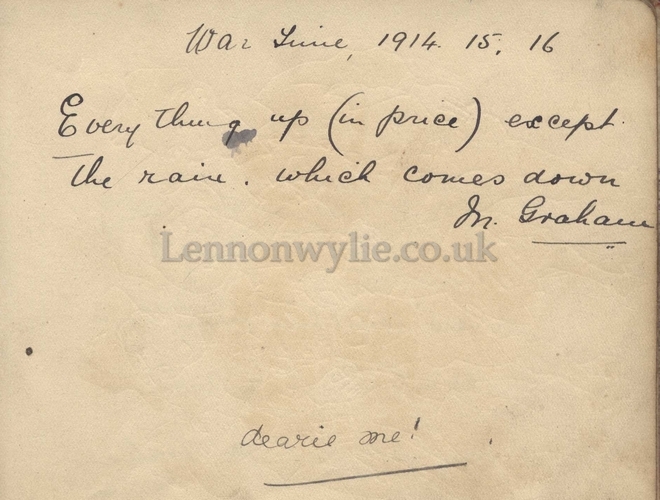 War Time, 1914. 15, 16
Every thing up (in price) except
the rain. which comes down
M. Graham
Lennonwylie.co.uk
dearie me!